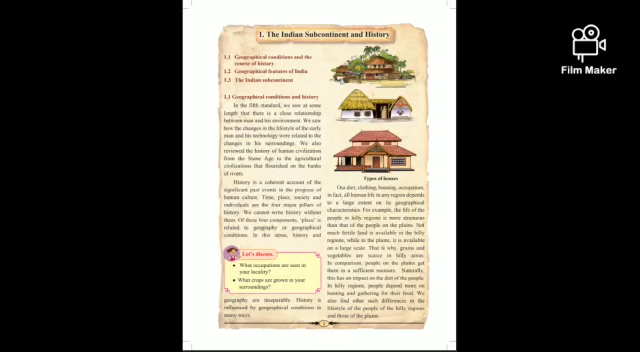 1. The Indian Subcontinent and History
1.1 Geographical conditions and the
course of history
1.2 Geographical features of India
1.3 The Indian subcontinent
1.1 Geographical conditions and history
In the fifth standard, we saw at some
length that there is a close relationship
between man and his environment. We saw
how the changes in the lifestyle of the early
man and his technology were related to the
changes in his surroundings. We also
reviewed the history of human civilization
from the Stone Age to the agricultural
civilizations that flourished on the banks of
rivers.
History is a coherent account of the
significant past events in the progress of
human culture. Time, place, society and
individuals are the four major pillars of
history. We cannot write history without
them. Of these four components, 'place' is
related to geography or geographical
conditions. In this sense, history and
Let's discuss.
• What occupations are seen in
your locality?
• What crops are grown in your
surroundings?
geography are inseparable. History is
influenced by geographical conditions in
many ways.
Types of houses
Our diet, clothing, housing, occupation,
in fact, all human life in any region depends
to a large extent on its geographical
characteristics. For example, the life of the
people in hilly regions is more strenuous
than that of the people on the plains. Not
much fertile land is available in the hilly
regions, while in the plains, it is available
on a large scale. That is why, grains and
vegetables are scarce in hilly areas.
In comparison, people on the plains get
them in a sufficient measure. Naturally,
this has an impact on the diet of the people.
In hilly regions, people depend more on
hunting and gathering for their food. We
also find other such differences in the
lifestyle of the people of the hilly regions
and those of the plains.
1
Film Maker